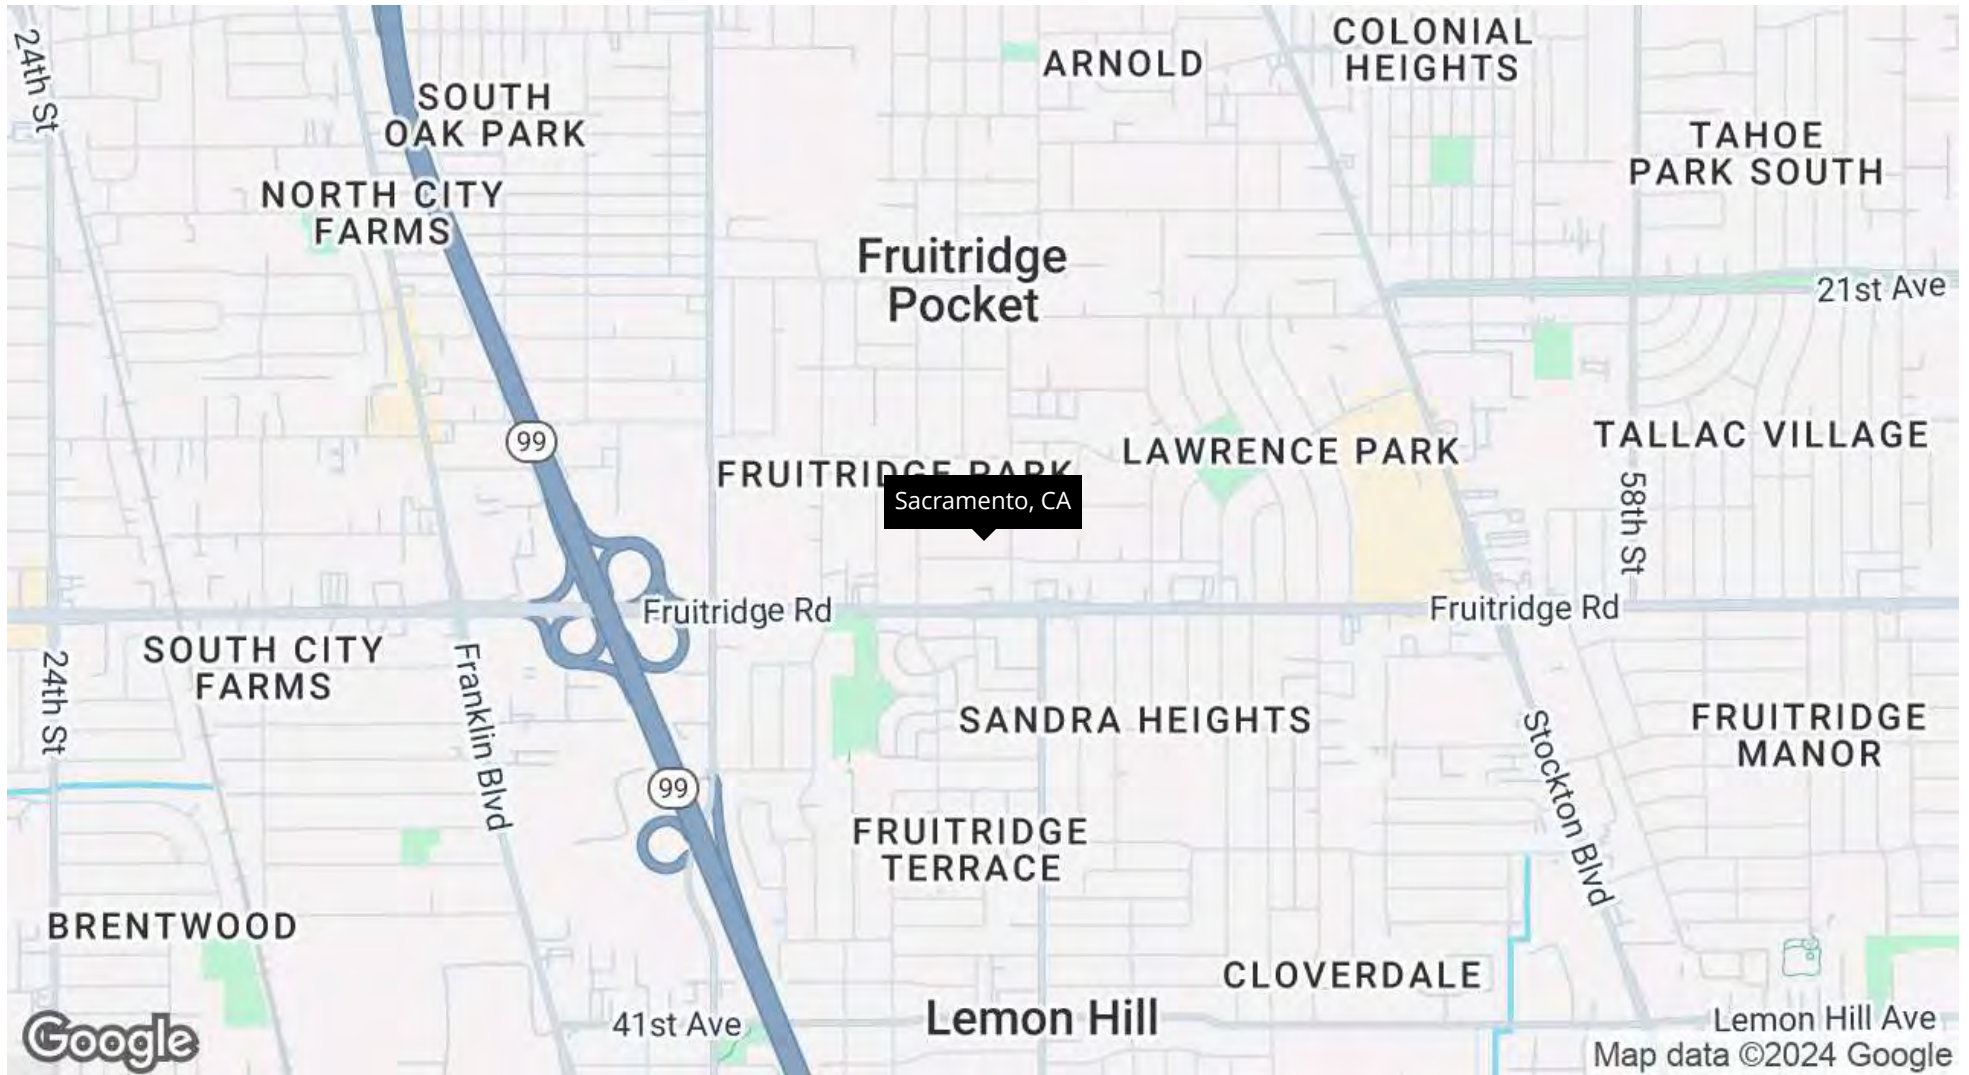 24th St
ARNOLD
COLONIAL
HEIGHTS
SOUTH
OAK PARK
TAHOE
PARK SOUTH
NORTH CITY
FARMS
Fruitridge
Pocket
21st Ave
99
FRUITRIDGE PARK
LAWRENCE PARK
TALLAC VILLAGE
Sacramento, CA
58th St
Fruitridge Rd
Fruitridge Rd
SOUTH CITY
FARMS
24th St
Franklin Blvd
SANDRA HEIGHTS
Stockton Blvd
FRUITRIDGE
MANOR
99
FRUITRIDGE
TERRACE
BRENTWOOD
CLOVERDALE
41st Ave
Lemon Hill
Lemon Hill Ave
Google
Map data ©2024 Google